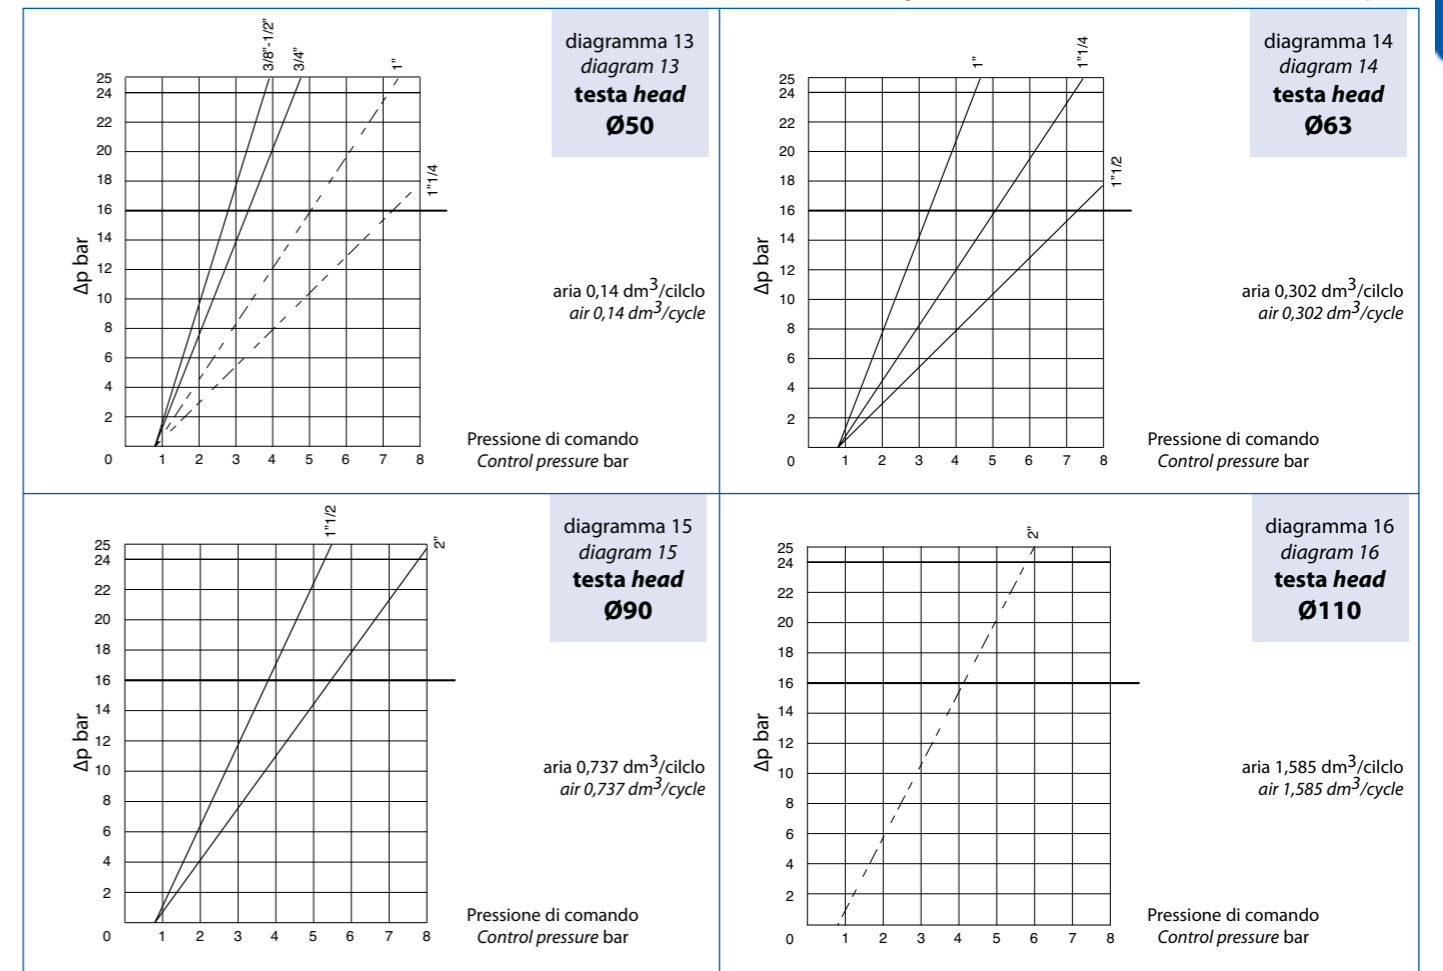 3/8"-1/2"
3/4"
1"
1"1/4
25
24
22
20
18
16
14
12
10
8
6
4
2
0
1 2 3 4 5 6 7 8
Δp bar
diagramma 13
diagram 13
testa head
Ø50
aria 0,14 dm3/cilclo
air 0,14 dm3/cycle
Pressione di comando
Control pressure bar
1"
1"1/4
1"1/2
25
24
22
20
18
16
14
12
10
8
6
4
2
0
1 2 3 4 5 6 7 8
Δp bar
diagramma 14
diagram 14
testa head
Ø63
aria 0,302 dm3/cilclo
air 0,302 dm3/cycle
Pressione di comando
Control pressure bar
1"1/2
2"
25
24
22
20
18
16
14
12
10
8
6
4
2
0
1 2 3 4 5 6 7 8
Δp bar
diagramma 15
diagram 15
testa head
Ø90
aria 0,737 dm3/cilclo
air 0,737 dm3/cycle
Pressione di comando
Control pressure bar
2"
25
24
22
20
18
16
14
12
10
8
6
4
2
0
1 2 3 4 5 6 7 8
Δp bar
diagramma 16
diagram 16
testa head
Ø110
aria 1,585 dm3/cilclo
air 1,585 dm3/cycle
Pressione di comando
Control pressure bar